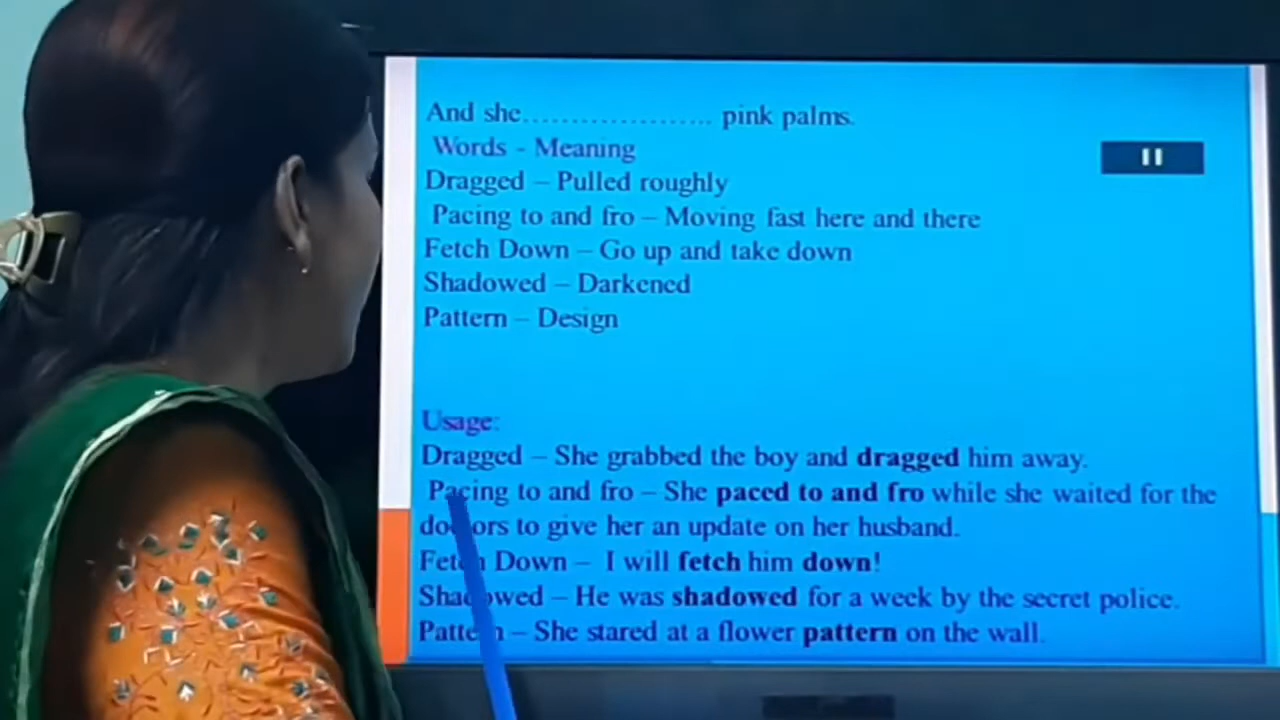 And she................... pink palms.
Words - Meaning
Dragged – Pulled roughly
Pacing to and fro – Moving fast here and there
Fetch Down – Go up and take down
Shadowed – Darkened
Pattern – Design
Usage:
Dragged – She grabbed the boy and dragged him away.
Pacing to and fro – She paced to and fro while she waited for the
doctors to give her an update on her husband.
Fetch Down – I will fetch him down!
Shadowed – He was shadowed for a week by the secret police.
Pattern – She stared at a flower pattern on the wall.